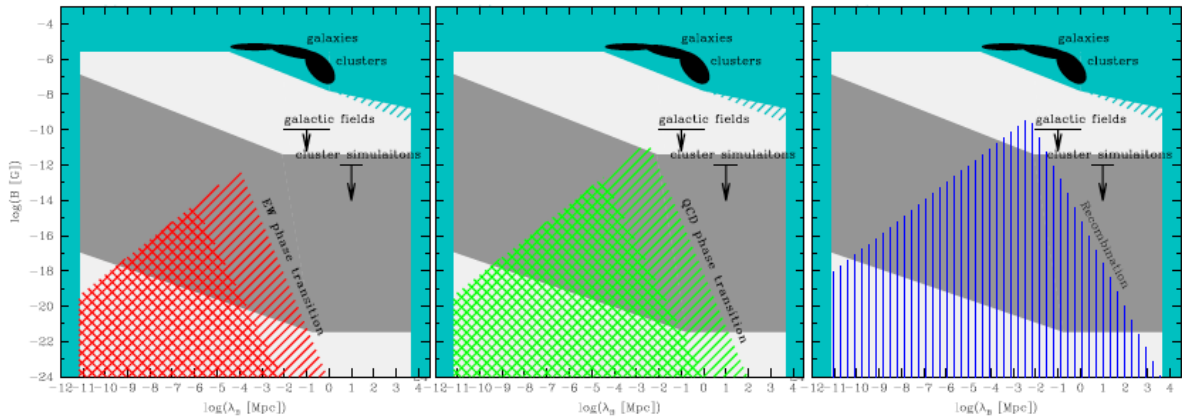 −4
−6
−8
−10
−12
−14
−16
−18
−20
−22
−24
log(B [G])
galaxies
clusters
galactic fields
cluster simulaitons
EW phase transition
−12−11−10−9 −8 −7 −6 −5 −4 −3 −2 −1 0 1 2 3 4
log(λB [Mpc])
galaxies
clusters
galactic fields
cluster simulaitons
QCD phase transition
−12−11−10−9 −8 −7 −6 −5 −4 −3 −2 −1 0 1 2 3 4
log(λB [Mpc])
galaxies
clusters
galactic fields
cluster simulaitons
Recombination
−12−11−10−9 −8 −7 −6 −5 −4 −3 −2 −1 0 1 2 3 4
log(λB [Mpc])